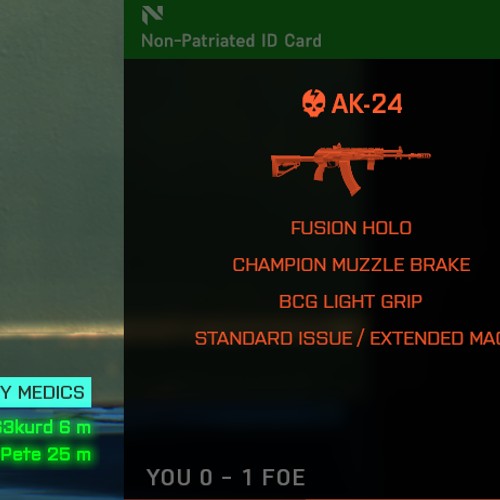 Non-Patriated ID Card
AK-24
FUSION HOLO
CHAMPION MUZZLE BRAKE
BCG LIGHT GRIP
STANDARD ISSUE / EXTENDED MAG
Y MEDICS
63kurd 6 m
Pete 25 m
YOU 0 - 1 FOE